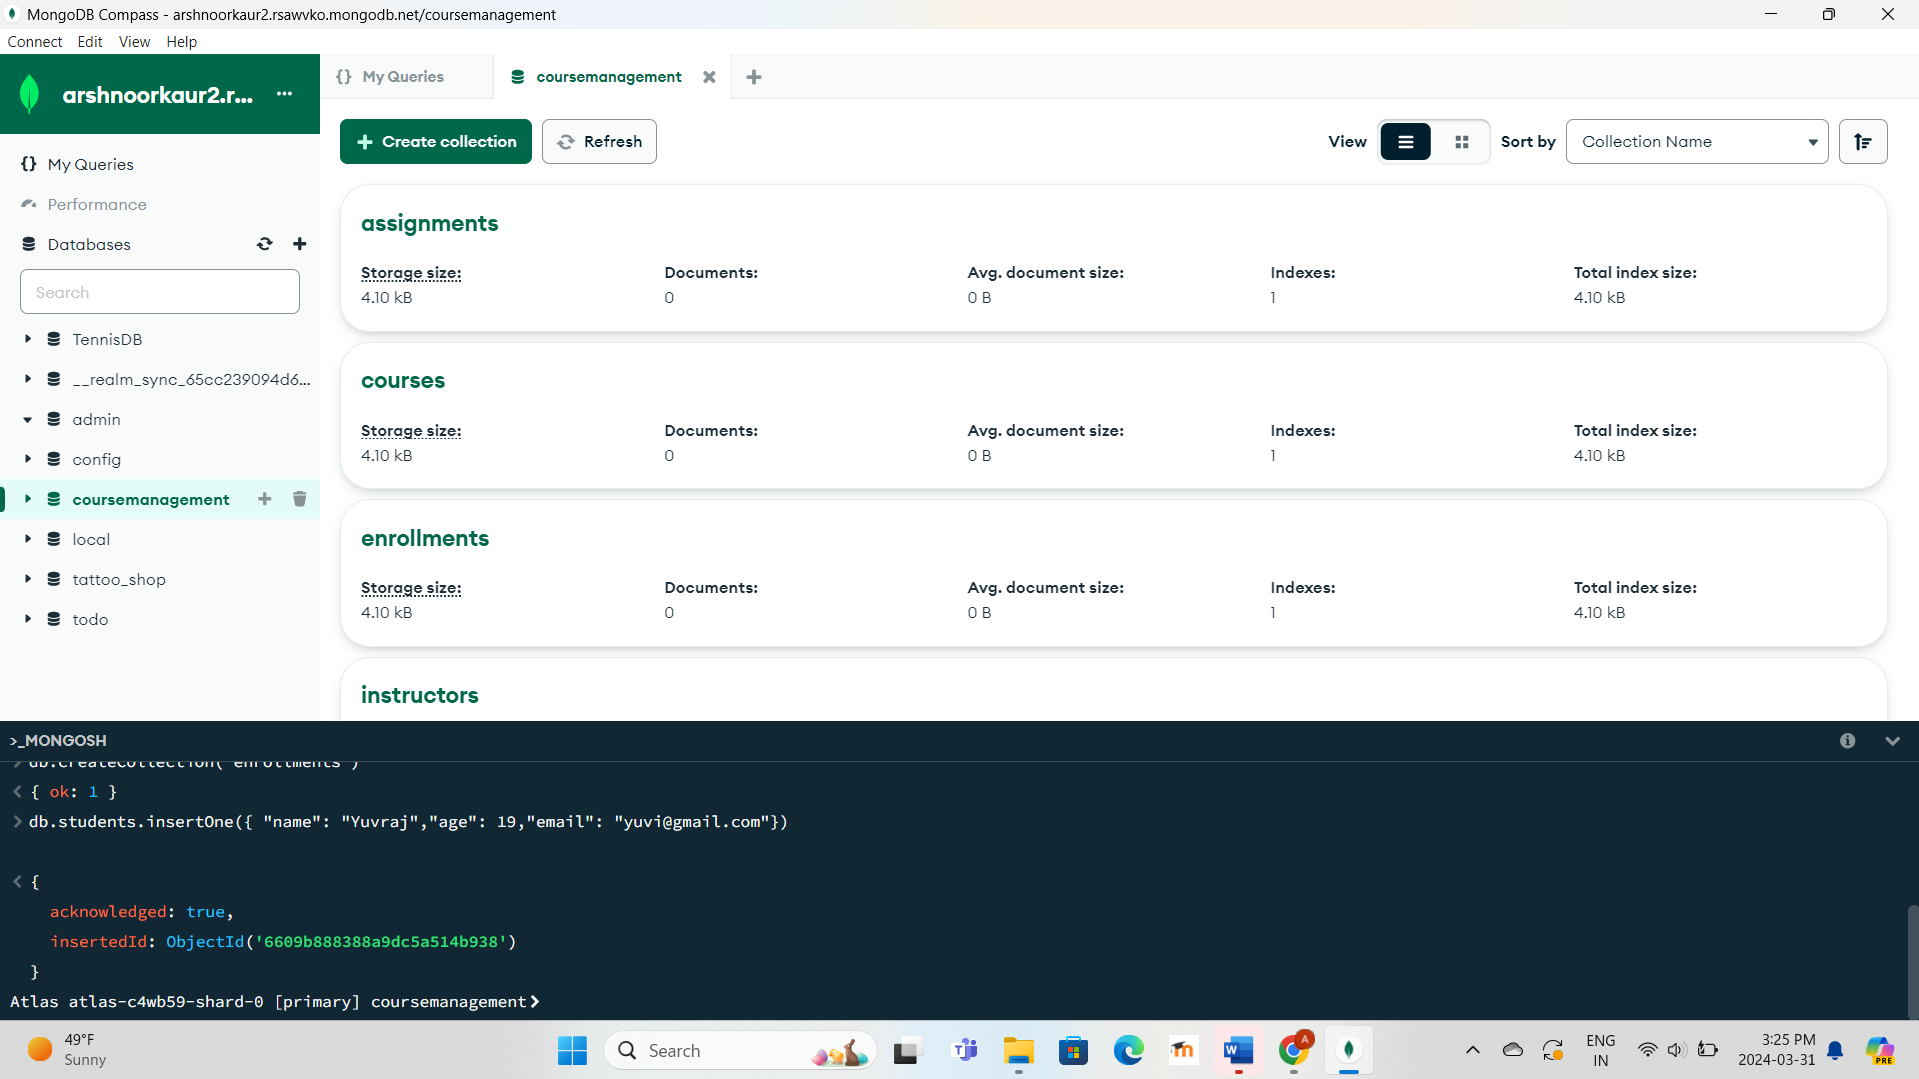 MongoDB Compass - arshnoorkaur2.rsawvko.mongodb.net/coursemanagement
Connect Edit View Help
arshnoorkaur2.r... ...
{} My Queries
coursemanagement
Create collection
Refresh
View
Sort by
Collection Name
{} My Queries
Performance
Databases
Search
TennisDB
__realm_sync_65cc239094d6...
admin
config
coursemanagement
local
tattoo_shop
todo
assignments
Storage size: Documents: Avg. document size: Indexes: Total index size:
4.10 kB 0 0 B 1 4.10 kB
courses
Storage size: Documents: Avg. document size: Indexes: Total index size:
4.10 kB 0 0 B 1 4.10 kB
enrollments
Storage size: Documents: Avg. document size: Indexes: Total index size:
4.10 kB 0 0 B 1 4.10 kB
instructors
>_MONGOSH
> db.createCollection("enrollments")
< { ok: 1 }
> db.students.insertOne({ "name": "Yuvraj","age": 19,"email": "yuvi@gmail.com"})
< {
acknowledged: true,
insertedId: ObjectId('6609b888388a9dc5a514b938')
}
Atlas atlas-c4wb59-shard-0 [primary] coursemanagement>
49°F
Sunny
Search
A
W
PRE
ENG
IN
3:25 PM
2024-03-31